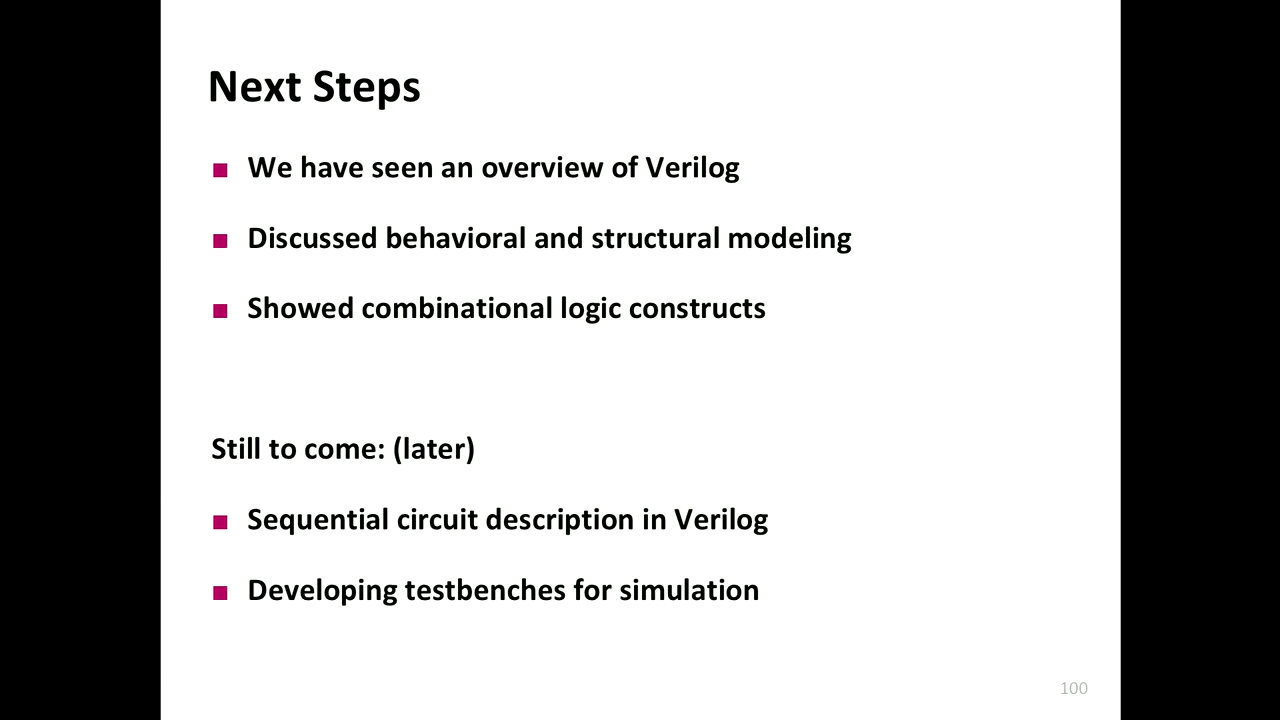 Next Steps
We have seen an overview of Verilog
Discussed behavioral and structural modeling
Showed combinational logic constructs
Still to come: (later)
Sequential circuit description in Verilog
Developing testbenches for simulation
100